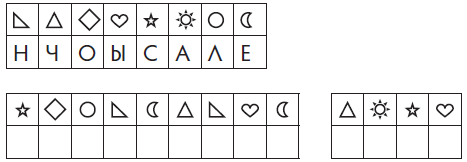 Н Ч О Ы С А Л Е